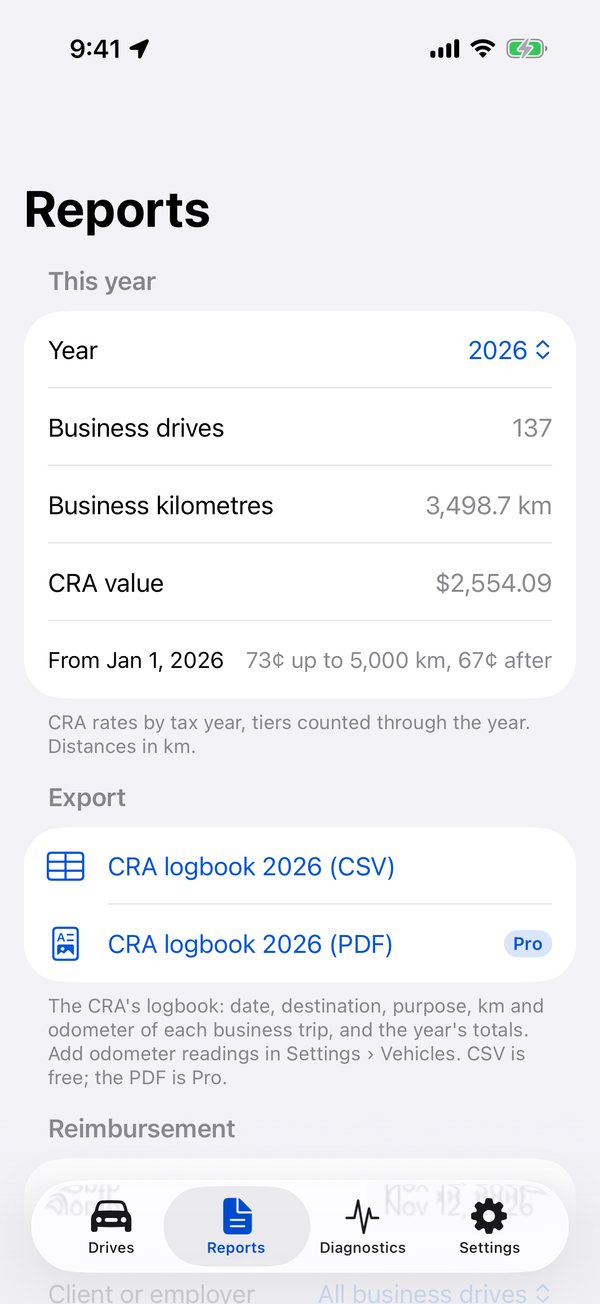 9:41
Reports
This year
Year 2026
Business drives 137
Business kilometres 3,498.7 km
CRA value $2,554.09
From Jan 1, 2026 73¢ up to 5,000 km, 67¢ after
CRA rates by tax year, tiers counted through the year.
Distances in km.
Export
CRA logbook 2026 (CSV)
CRA logbook 2026 (PDF) Pro
The CRA's logbook: date, destination, purpose, km and
odometer of each business trip, and the year's totals.
Add odometer readings in Settings › Vehicles. CSV is
free; the PDF is Pro.
Reimbursement
Drives Reports Diagnostics Settings
Client or employer All business drives